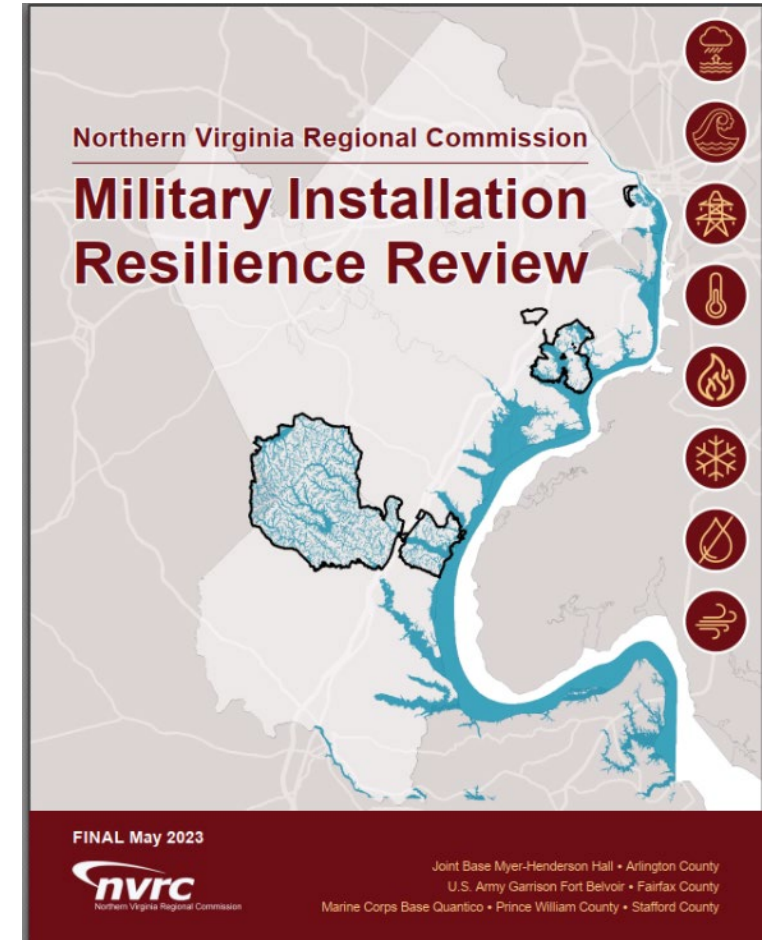 Northern Virginia Regional Commission
Military Installation
Resilience Review
FINAL May 2023
nvrc
Northern Virginia Regional Commission
Joint Base Myer-Henderson Hall • Arlington County
U.S. Army Garrison Fort Belvoir • Fairfax County
Marine Corps Base Quantico • Prince William County • Stafford County